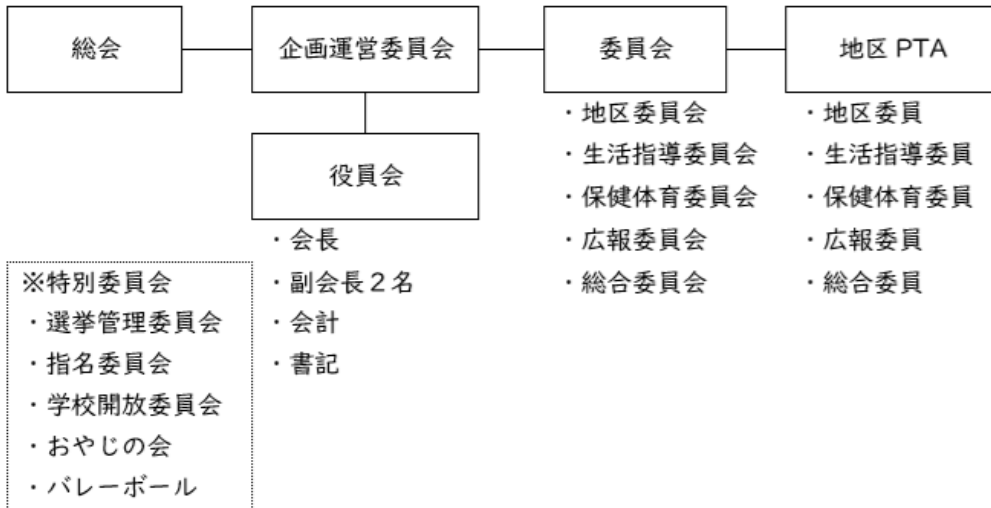 総会
企画運営委員会
委員会
地区 PTA
・地区委員会
・生活指導委員会
・保健体育委員会
・広報委員会
・総合委員会
・地区委員
・生活指導委員
・保健体育委員
・広報委員
・総合委員
役員会
・会長
・副会長２名
・会計
・書記
※特別委員会
・選挙管理委員会
・指名委員会
・学校開放委員会
・おやじの会
・バレーボール